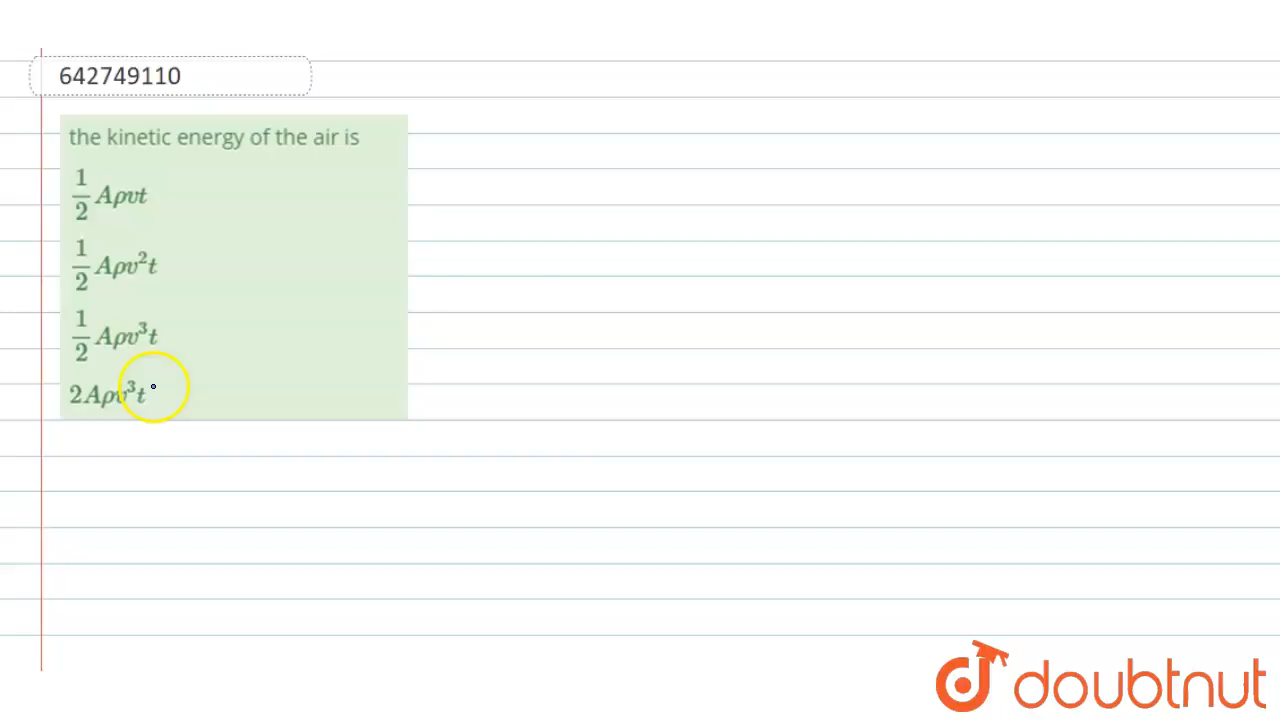 642749110
the kinetic energy of the air is
1/2 Aρvt
1/2 Aρv²t
1/2 Aρv³t
2Aρv³t
doubtnut